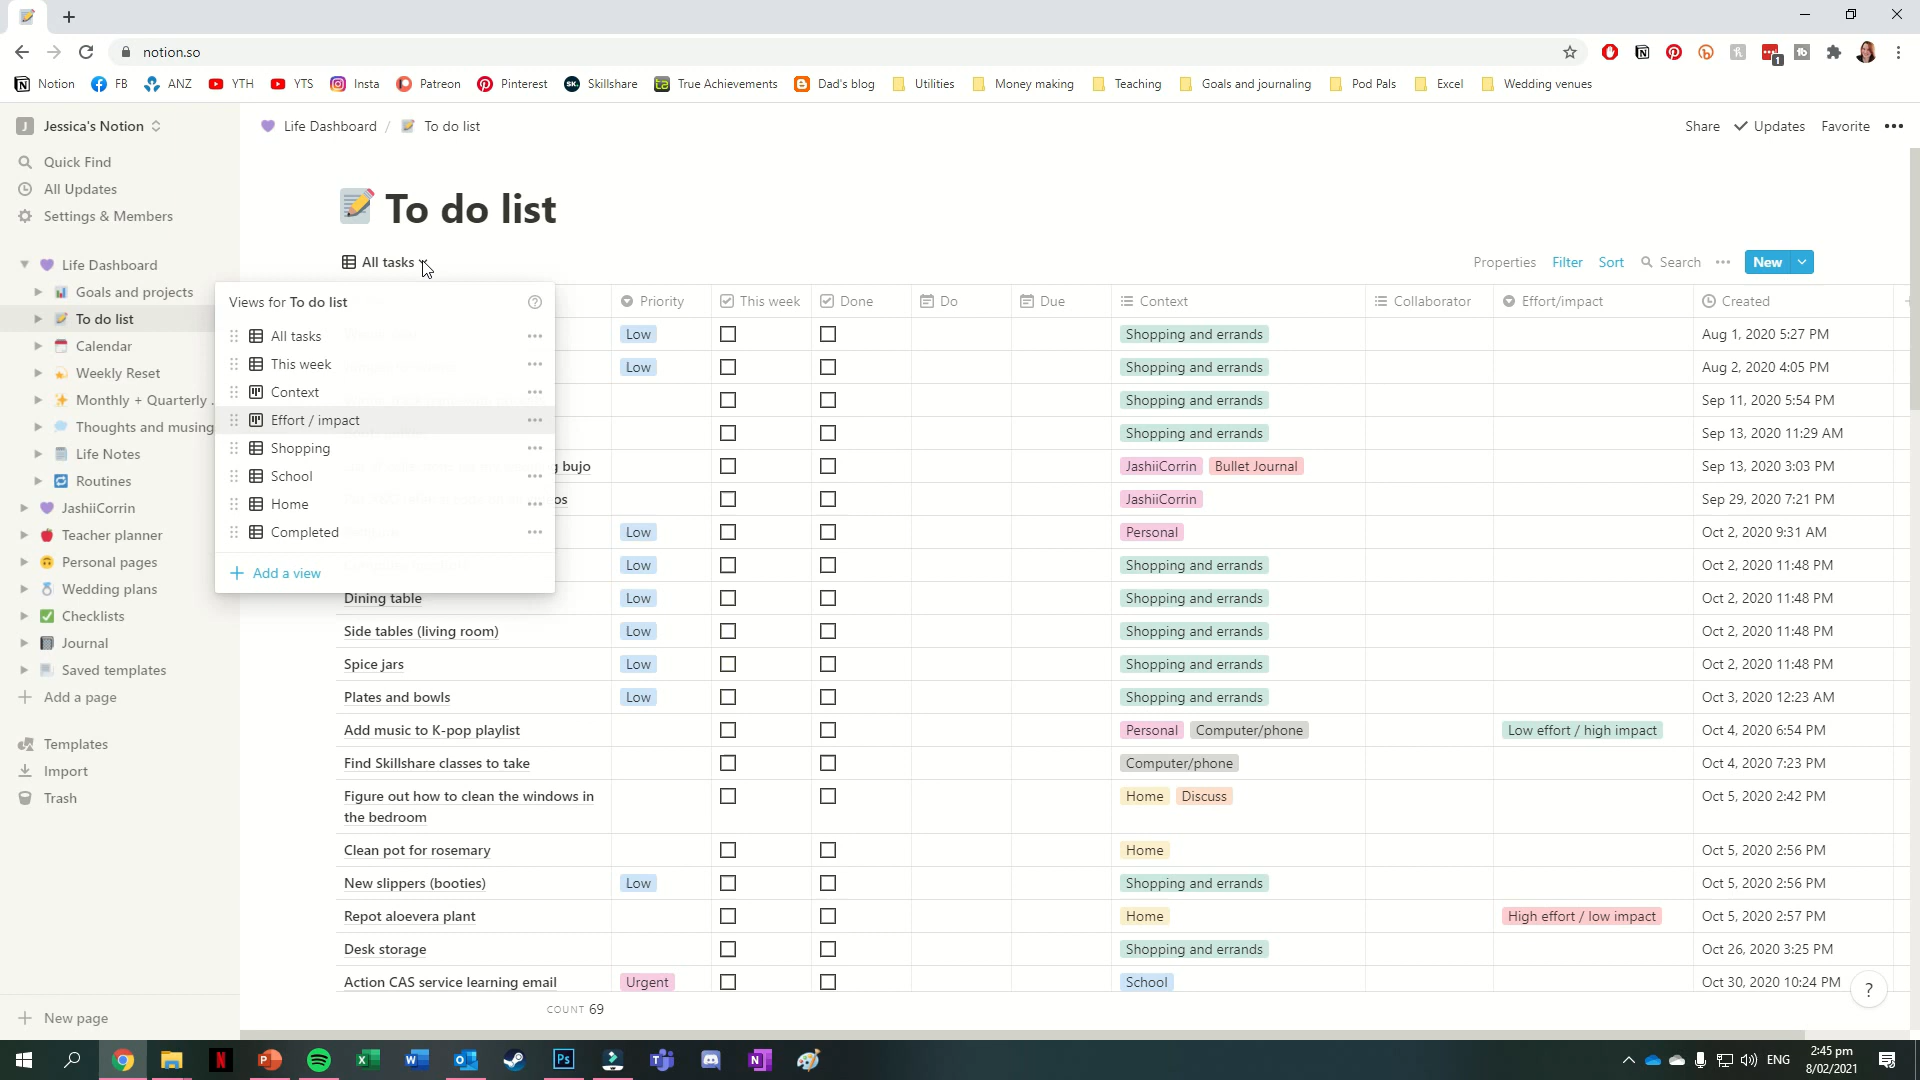 notion.so
1
Notion FB ANZ YTH YTS Insta Patreon Pinterest Skillshare True Achievements Dad's blog Utilities Money making Teaching Goals and journaling Pod Pals Excel Wedding venues
J Jessica's Notion
Life Dashboard / To do list
Share Updates Favorite
Quick Find
All Updates
Settings & Members
Life Dashboard
Goals and projects
To do list
Calendar
Weekly Reset
Monthly + Quarterly
Thoughts and musing
Life Notes
Routines
JashiiCorrin
Teacher planner
Personal pages
Wedding plans
Checklists
Journal
Saved templates
Add a page
Templates
Import
Trash
New page
To do list
All tasks
Properties Filter Sort Search New
Views for To do list
All tasks
This week
Context
Effort / impact
Shopping
School
Home
Completed
Add a view
Priority This week Done Do Due Context Collaborator Effort/impact Created
Low Shopping and errands Aug 1, 2020 5:27 PM
Low Shopping and errands Aug 2, 2020 4:05 PM
Shopping and errands Sep 11, 2020 5:54 PM
Shopping and errands Sep 13, 2020 11:29 AM
bujo JashiiCorrin Bullet Journal Sep 13, 2020 3:03 PM
JashiiCorrin Sep 29, 2020 7:21 PM
Low Personal Oct 2, 2020 9:31 AM
Low Shopping and errands Oct 2, 2020 11:48 PM
Dining table Low Shopping and errands Oct 2, 2020 11:48 PM
Side tables (living room) Low Shopping and errands Oct 2, 2020 11:48 PM
Spice jars Low Shopping and errands Oct 2, 2020 11:48 PM
Plates and bowls Low Shopping and errands Oct 3, 2020 12:23 AM
Add music to K-pop playlist Personal Computer/phone Low effort / high impact Oct 4, 2020 6:54 PM
Find Skillshare classes to take Computer/phone Oct 4, 2020 7:23 PM
Figure out how to clean the windows in Home Discuss Oct 5, 2020 2:42 PM
the bedroom
Clean pot for rosemary Home Oct 5, 2020 2:56 PM
New slippers (booties) Low Shopping and errands Oct 5, 2020 2:56 PM
Repot aloevera plant Home High effort / low impact Oct 5, 2020 2:57 PM
Desk storage Shopping and errands Oct 26, 2020 3:25 PM
Action CAS service learning email Urgent School Oct 30, 2020 10:24 PM
COUNT 69
?
ENG
2:45 pm
8/02/2021